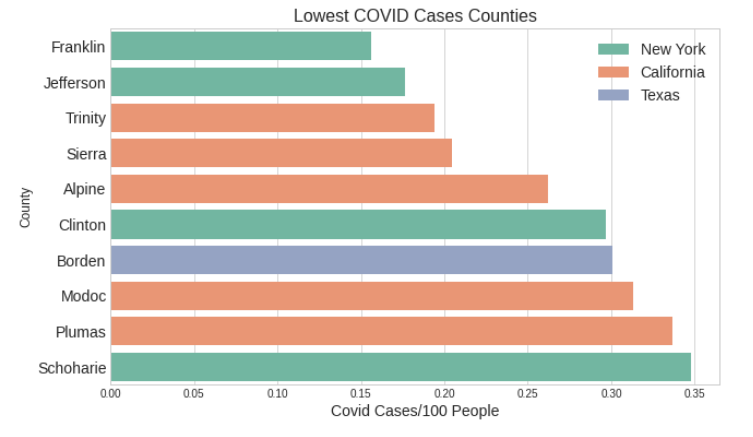 Lowest COVID Cases Counties
New York
California
Texas
County
Franklin
Jefferson
Trinity
Sierra
Alpine
Clinton
Borden
Modoc
Plumas
Schoharie
0.00 0.05 0.10 0.15 0.20 0.25 0.30 0.35
Covid Cases/100 People